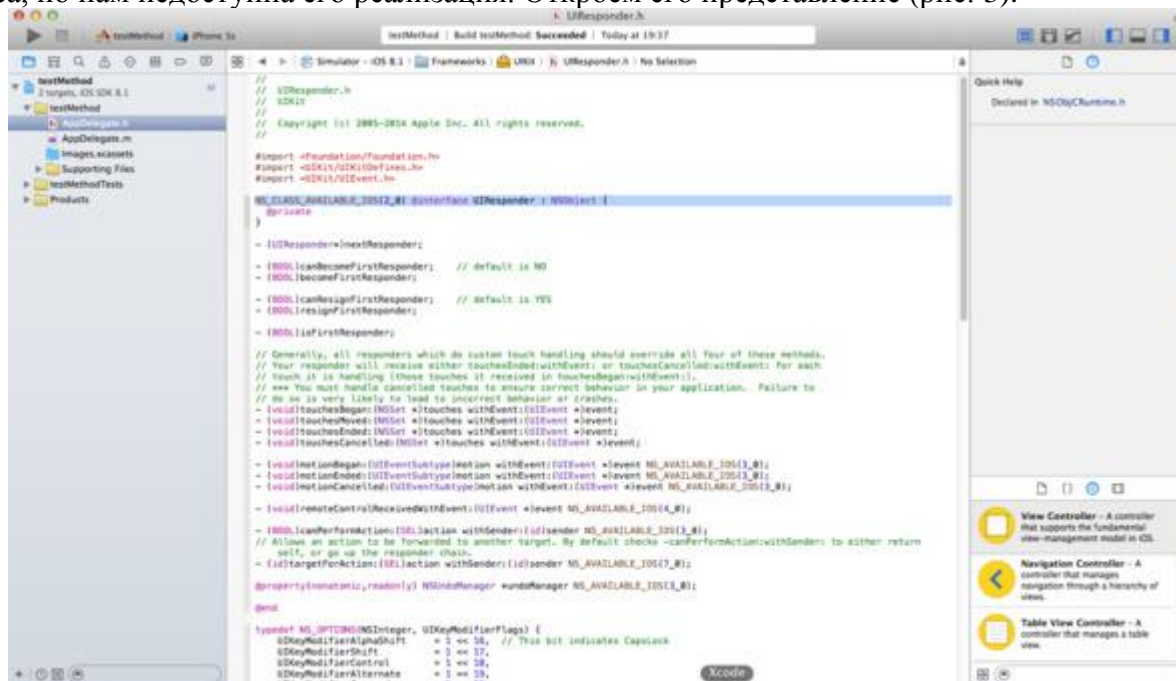 но нам недоступна его реализация. Откроем его представление (рис. 3).
UIResponder.h
testMethod
iPhone 5s
testMethod | Build testMethod: Succeeded | Today at 19:37
Simulator - iOS 8.1 Frameworks UIKit UIResponder.h No Selection
testMethod
2 targets, iOS SDK 8.1
M
testMethod
AppDelegate.h
AppDelegate.m
Images.xcassets
Supporting Files
testMethodTests
Products
//
// UIResponder.h
// UIKit
//
// Copyright (c) 2005-2014 Apple Inc. All rights reserved.
//
#import <Foundation/Foundation.h>
#import <UIKit/UIKitDefines.h>
#import <UIKit/UIEvent.h>
NS_CLASS_AVAILABLE_IOS(2_0) @interface UIResponder : NSObject {
@private
}
- (UIResponder*)nextResponder;
- (BOOL)canBecomeFirstResponder; // default is NO
- (BOOL)becomeFirstResponder;
- (BOOL)canResignFirstResponder; // default is YES
- (BOOL)resignFirstResponder;
- (BOOL)isFirstResponder;
// Generally, all responders which do custom touch handling should override all four of these methods.
// Your responder will receive either touchesEnded:withEvent: or touchesCancelled:withEvent: for each
// touch it is handling (those touches it received in touchesBegan:withEvent:).
// *** You must handle cancelled touches to ensure correct behavior in your application. Failure to
// do so is very likely to lead to incorrect behavior or crashes.
- (void)touchesBegan:(NSSet *)touches withEvent:(UIEvent *)event;
- (void)touchesMoved:(NSSet *)touches withEvent:(UIEvent *)event;
- (void)touchesEnded:(NSSet *)touches withEvent:(UIEvent *)event;
- (void)touchesCancelled:(NSSet *)touches withEvent:(UIEvent *)event;
- (void)motionBegan:(UIEventSubtype)motion withEvent:(UIEvent *)event NS_AVAILABLE_IOS(3_0);
- (void)motionEnded:(UIEventSubtype)motion withEvent:(UIEvent *)event NS_AVAILABLE_IOS(3_0);
- (void)motionCancelled:(UIEventSubtype)motion withEvent:(UIEvent *)event NS_AVAILABLE_IOS(3_0);
- (void)remoteControlReceivedWithEvent:(UIEvent *)event NS_AVAILABLE_IOS(4_0);
- (BOOL)canPerformAction:(SEL)action withSender:(id)sender NS_AVAILABLE_IOS(3_0);
// Allows an action to be forwarded to another target. By default checks -canPerformAction:withSender: to either return
self, or go up the responder chain.
- (id)targetForAction:(SEL)action withSender:(id)sender NS_AVAILABLE_IOS(7_0);
@property(nonatomic,readonly) NSUndoManager *undoManager NS_AVAILABLE_IOS(3_0);
@end
typedef NS_OPTIONS(NSInteger, UIKeyModifierFlags) {
UIKeyModifierAlphaShift = 1 << 16, // This bit indicates CapsLock
UIKeyModifierShift = 1 << 17,
UIKeyModifierControl = 1 << 18,
UIKeyModifierAlternate = 1 << 19,
Xcode
Quick Help
Declared in NSObjCRuntime.h
View Controller - A controller
that supports the fundamental
view-management model in iOS.
Navigation Controller - A
controller that manages
navigation through a hierarchy of
views.
Table View Controller - A
controller that manages a table
view.